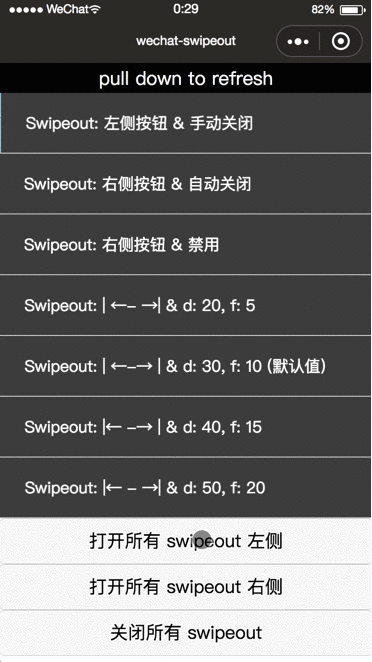 WeChat 0:29 82%
wechat-swipeout
pull down to refresh
Swipeout: 左侧按钮 & 手动关闭
Swipeout: 右侧按钮 & 自动关闭
Swipeout: 右侧按钮 & 禁用
Swipeout: | ←– →| & d: 20, f: 5
Swipeout: | ←–→ | & d: 30, f: 10 (默认值)
Swipeout: |← –→ | & d: 40, f: 15
Swipeout: |← – →| & d: 50, f: 20
打开所有 swipeout 左侧
打开所有 swipeout 右侧
关闭所有 swipeout